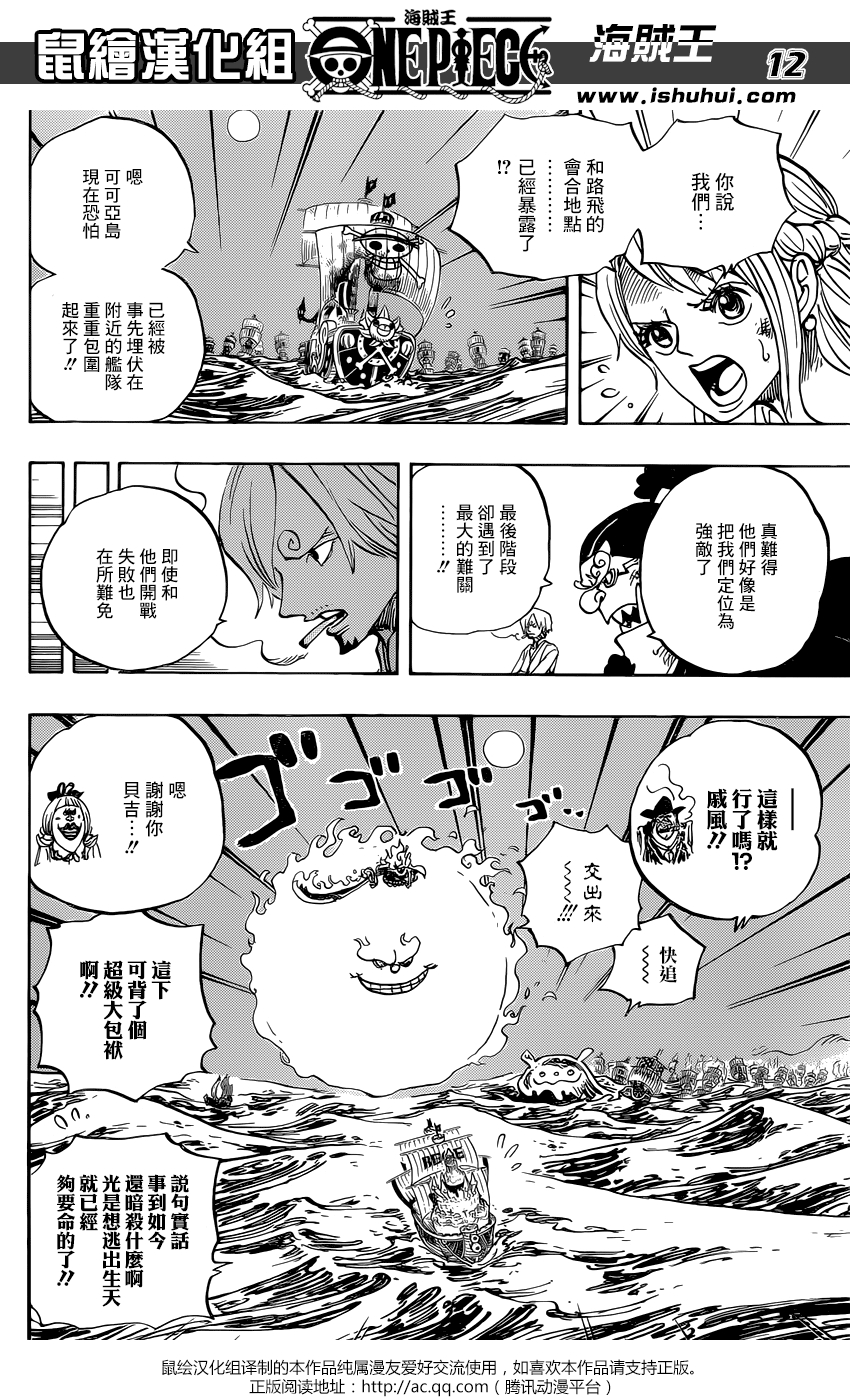 鼠繪漢化組
海賊王
ONE PIECE
海賊王
12
www.ishuhui.com
你說
我們…
和路飛的
會合地點
………
已經暴露了
!?
嗯
可可亞島
現在恐怕
已經被
事先埋伏在
附近的艦隊
重重包圍
起來了!!
真難得
他們好像是
把我們定位為
強敵了
最後階段
卻遇到了
最大的難關
………!!
即使和
他們開戰
失敗也
在所難免
這樣就
行了嗎!?
戚風!!
嗯
謝謝你
貝吉…!!
ゴゴゴゴ…
交出來
~~~~!!!
快追
~~~~
這下
可背了個
超級大包袱
啊!!
BEGE
說句實話
事到如今
還暗殺什麼啊
光是想逃出生天
就已經
夠要命的了!!
鼠绘汉化组译制的本作品纯属漫友爱好交流使用，如喜欢本作品请支持正版。
正版阅读地址：http://ac.qq.com（腾讯动漫平台）